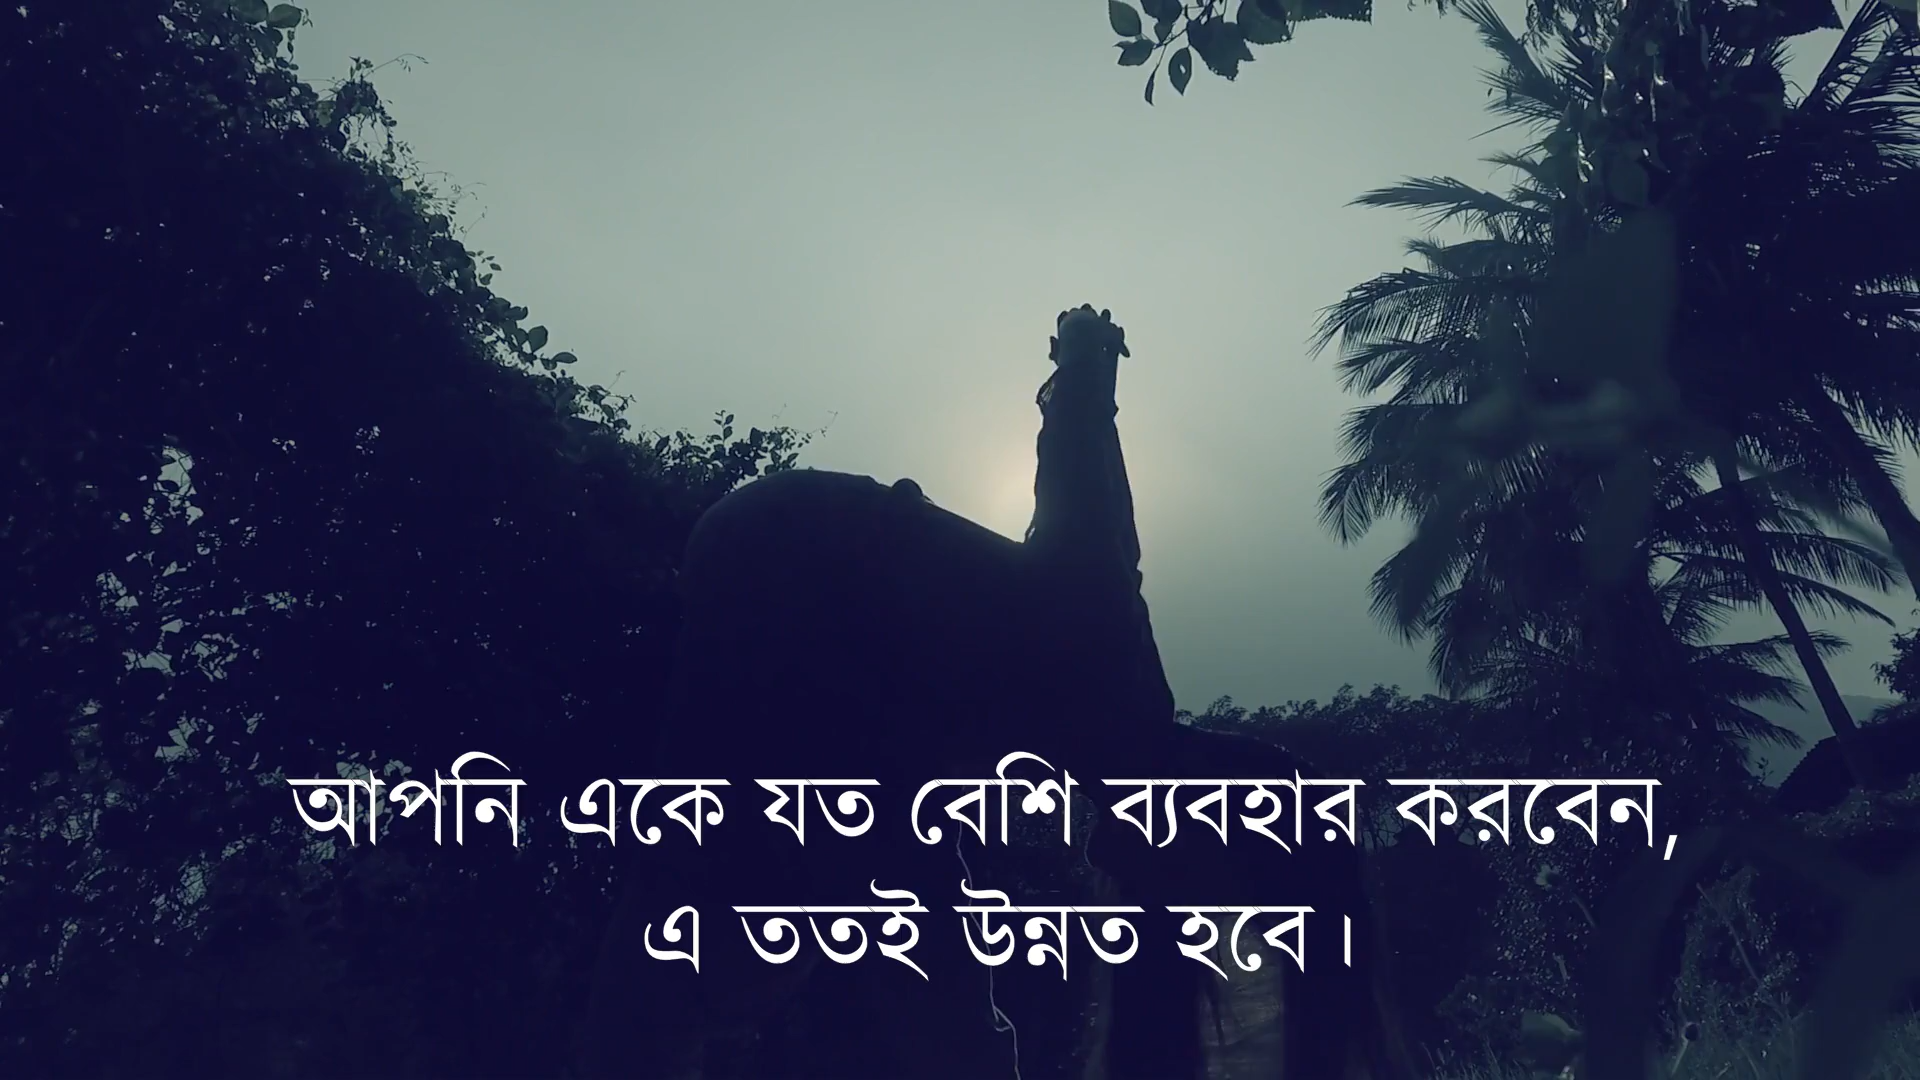 আপনি একে যত বেশি ব্যবহার করবেন,
এ ততই উন্নত হবে।